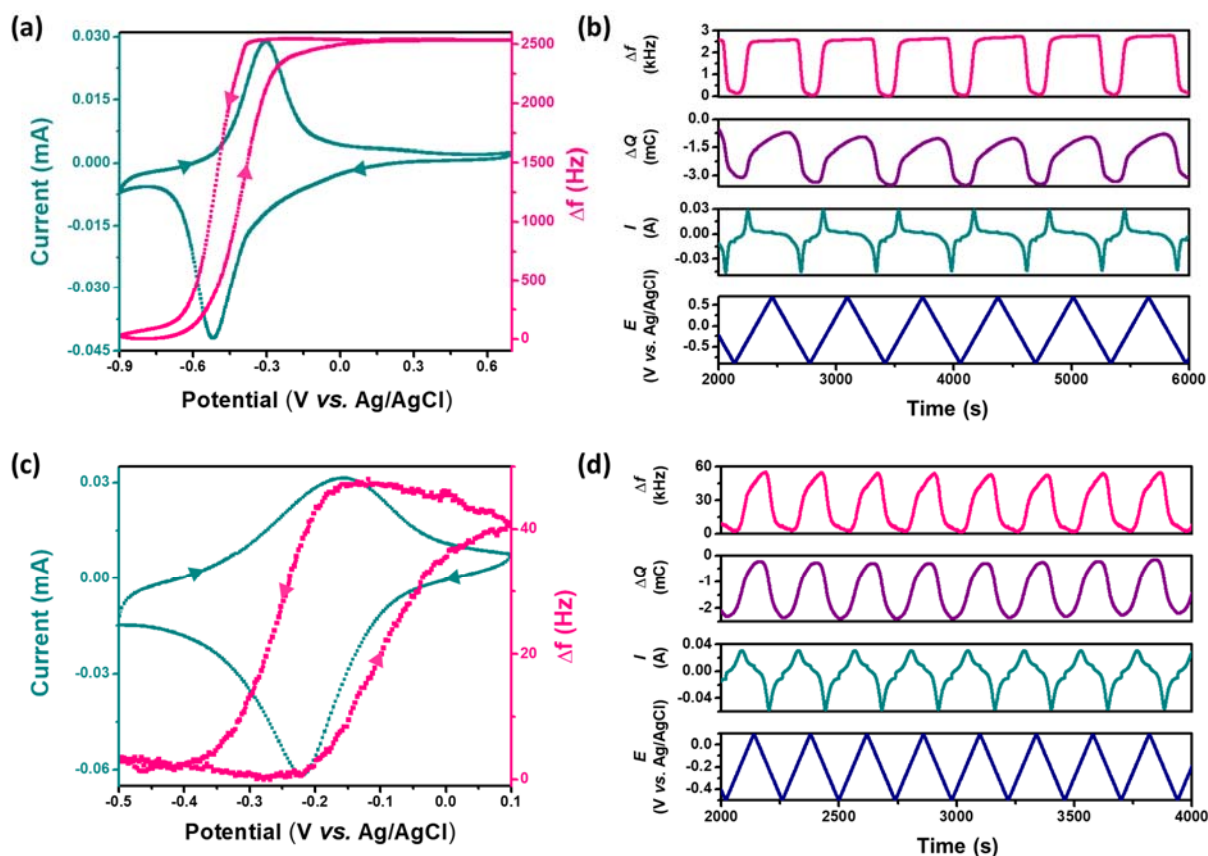 (a)
0.030
0.015
0.000
-0.015
-0.030
-0.045
Current (mA)
2500
2000
1500
1000
500
0
Δf (Hz)
-0.9 -0.6 -0.3 0.0 0.3 0.6
Potential (V vs. Ag/AgCl)
(b)
Δf
(kHz)
3
2
1
0
ΔQ
(mC)
0.0
-1.5
-3.0
I
(A)
0.03
0.00
-0.03
E
(V vs. Ag/AgCl)
0.5
0.0
-0.5
2000 3000 4000 5000 6000
Time (s)
(c)
0.03
0.00
-0.03
-0.06
Current (mA)
40
20
0
Δf (Hz)
-0.5 -0.4 -0.3 -0.2 -0.1 0.0 0.1
Potential (V vs. Ag/AgCl)
(d)
Δf
(kHz)
60
30
0
ΔQ
(mC)
0
-1
-2
I
(A)
0.04
0.00
-0.04
E
(V vs. Ag/AgCl)
0.0
-0.2
-0.4
2000 2500 3000 3500 4000
Time (s)